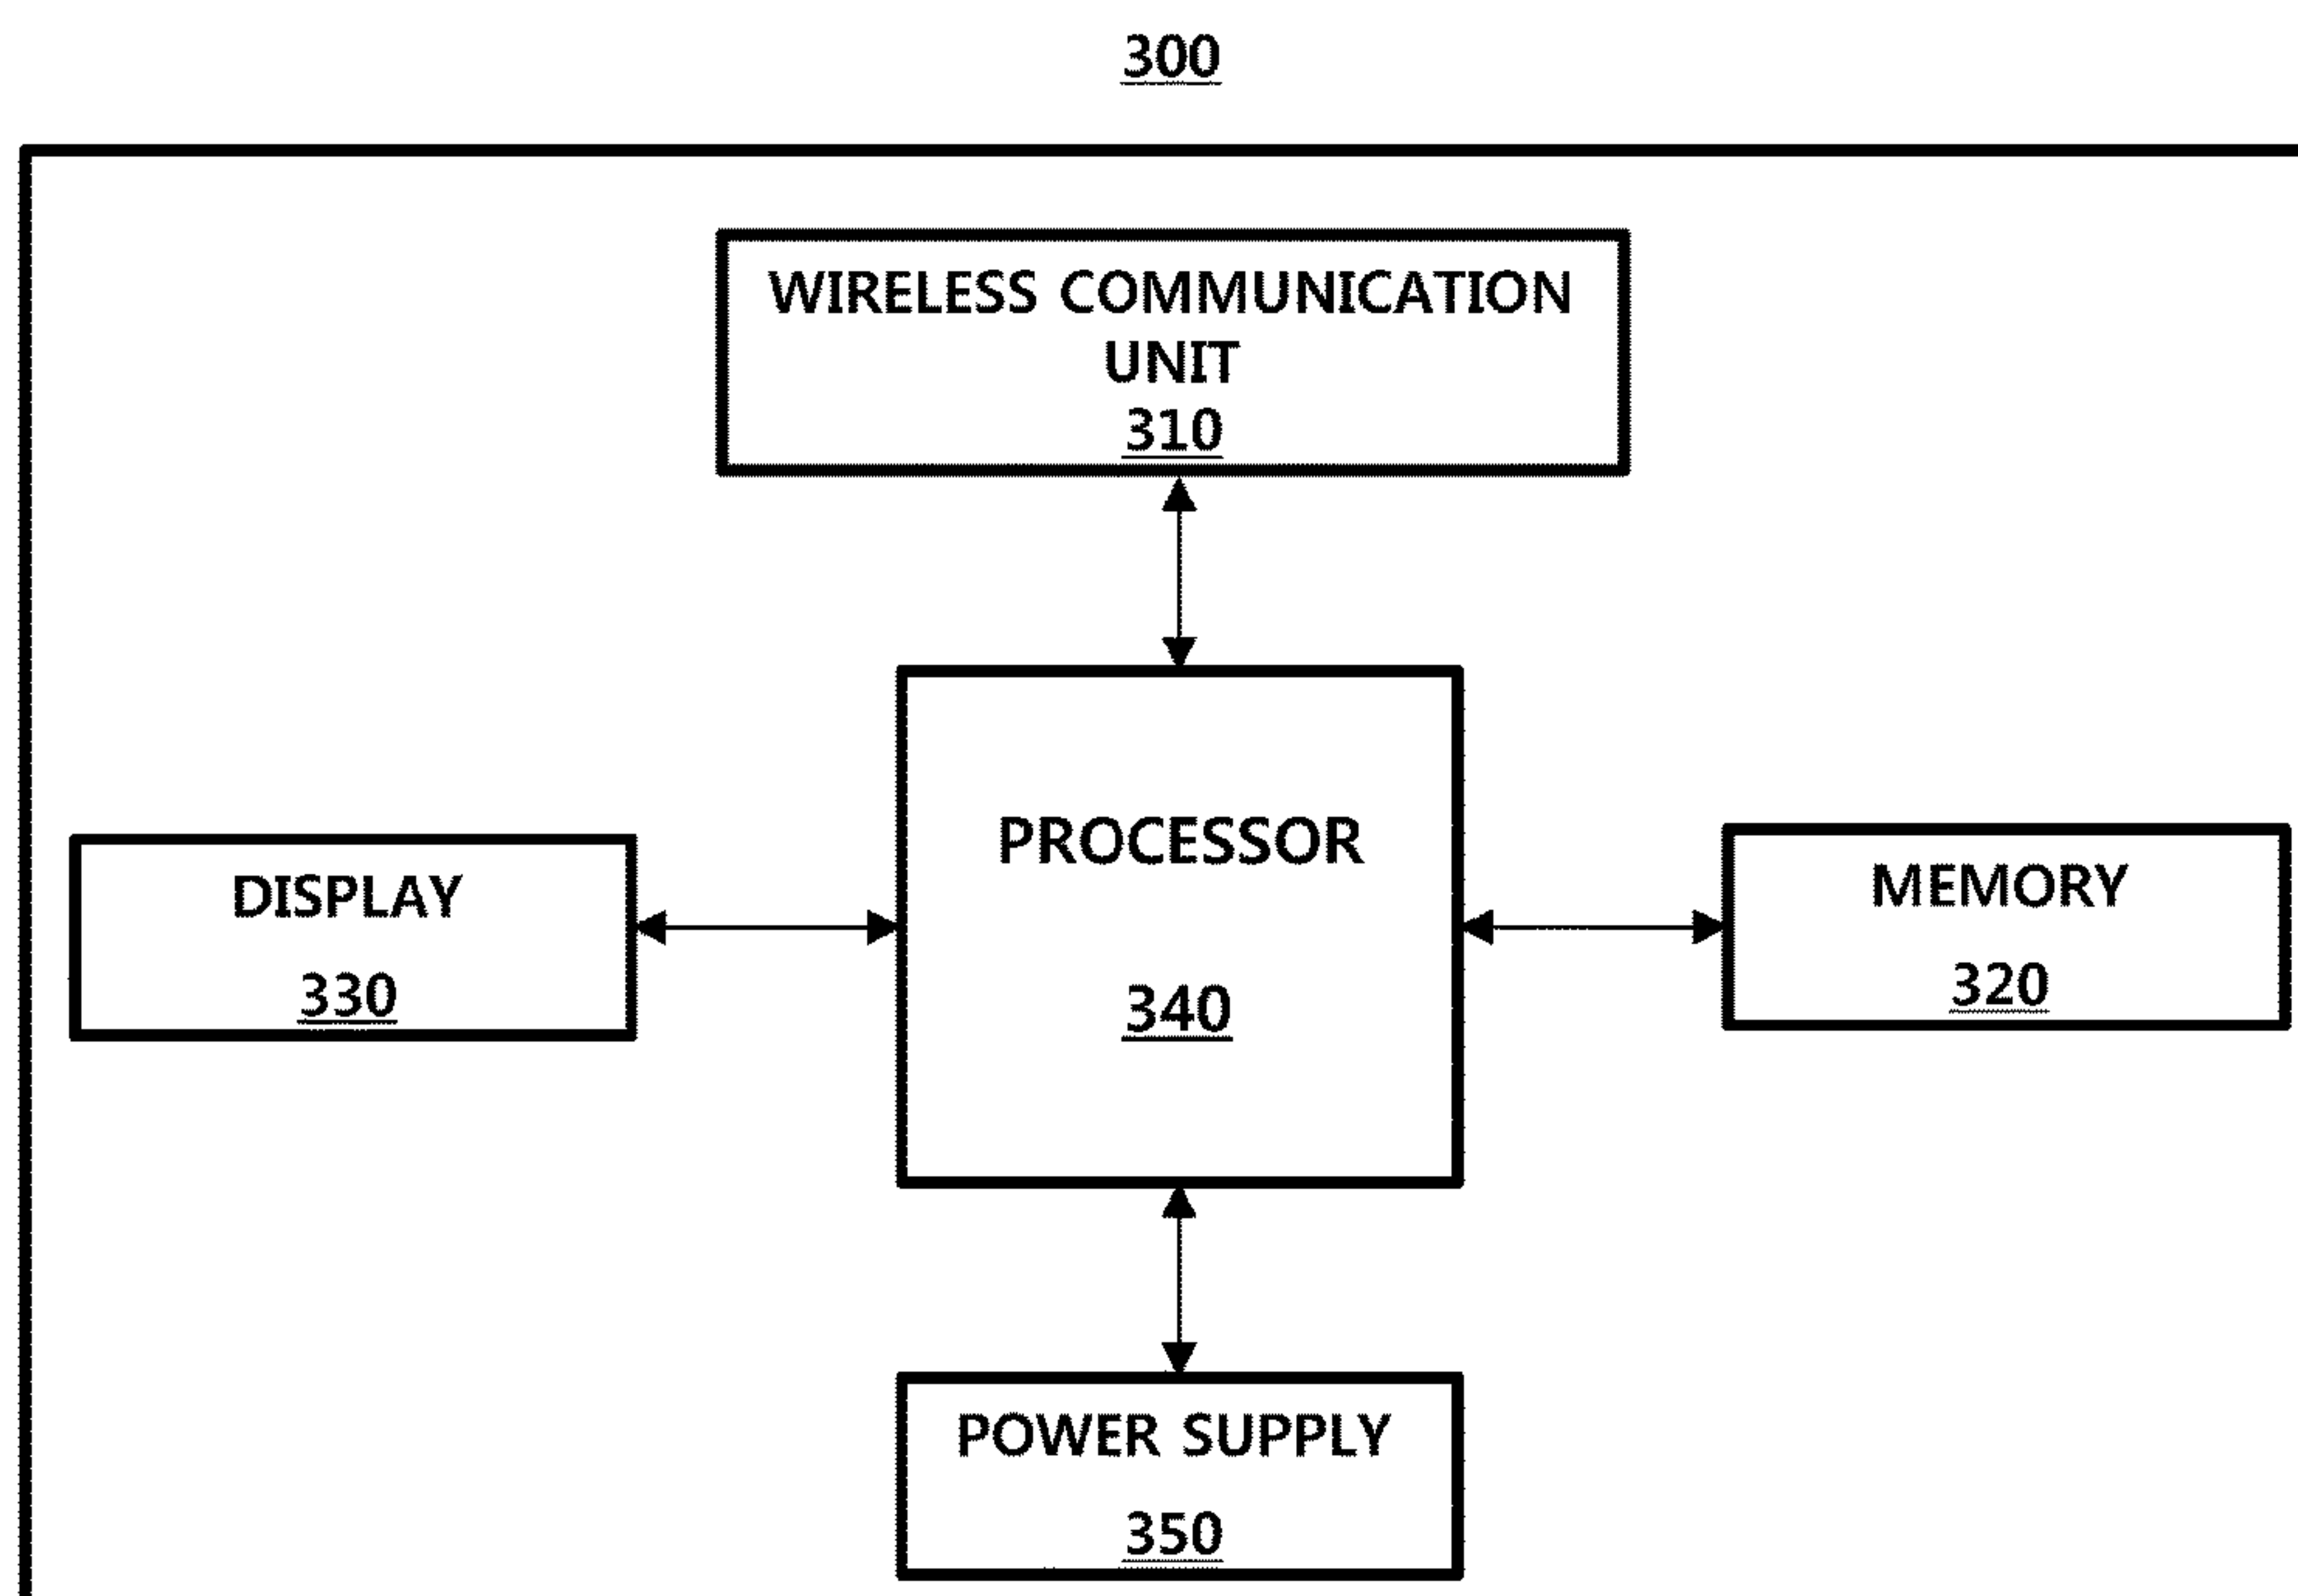 300
WIRELESS COMMUNICATION
UNIT
310
PROCESSOR
340
DISPLAY
330
MEMORY
320
POWER SUPPLY
350